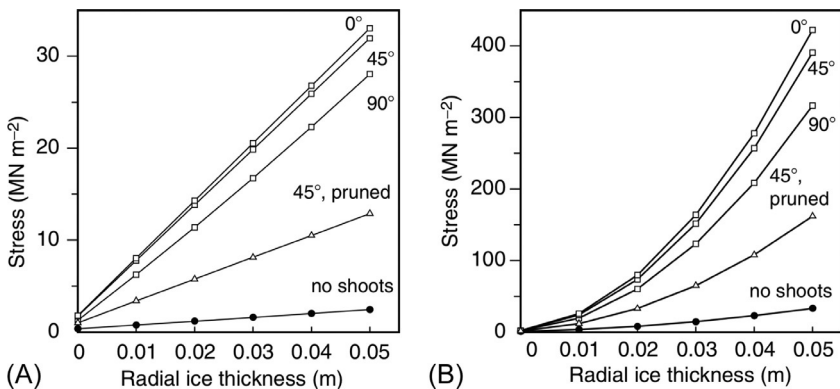 0°
45°
90°
45°, pruned
no shoots
30
20
10
0
Stress (MN m−2)
0 0.01 0.02 0.03 0.04 0.05
Radial ice thickness (m)
(A)
0°
45°
90°
45°,
pruned
no shoots
400
300
200
100
0
Stress (MN m−2)
0 0.01 0.02 0.03 0.04 0.05
Radial ice thickness (m)
(B)